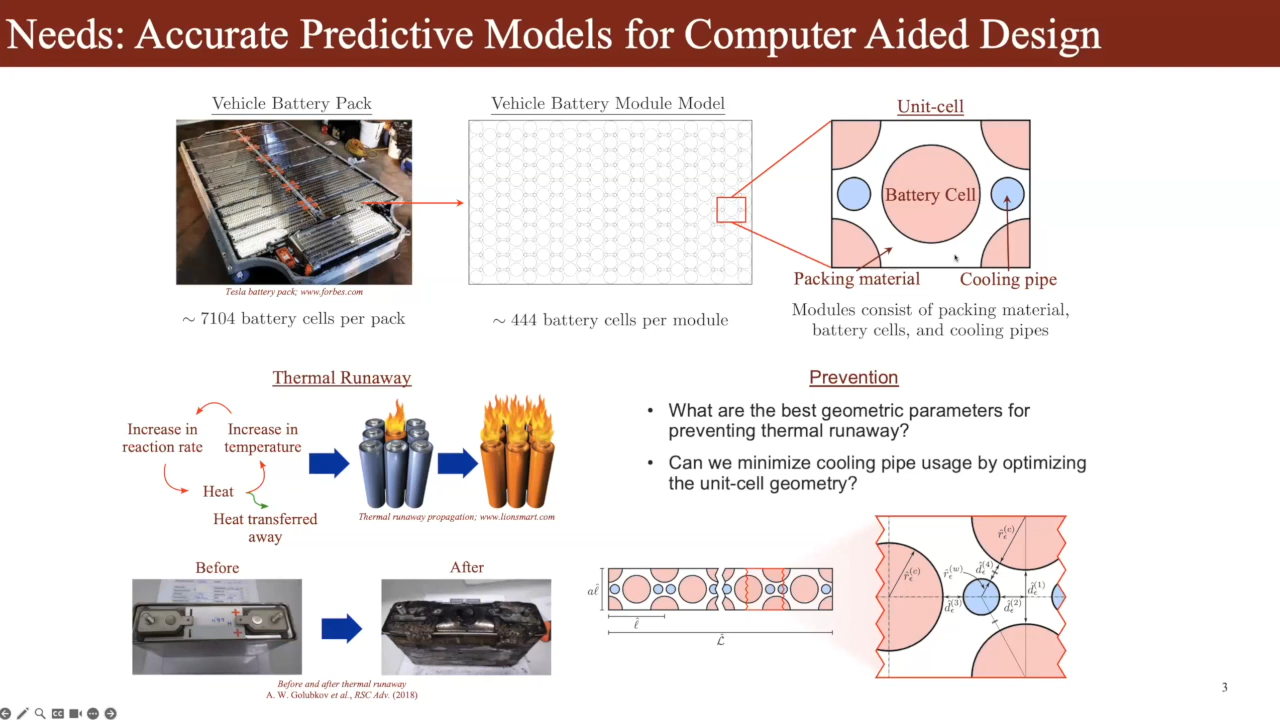 Needs: Accurate Predictive Models for Computer Aided Design
Vehicle Battery Pack
Tesla battery pack; www.forbes.com
~ 7104 battery cells per pack
Vehicle Battery Module Model
~ 444 battery cells per module
Unit-cell
Battery Cell
Packing material
Cooling pipe
Modules consist of packing material,
battery cells, and cooling pipes
Thermal Runaway
Increase in
reaction rate
Increase in
temperature
Heat
Heat transferred
away
Thermal runaway propagation; www.lionsmart.com
Before
After
Before and after thermal runaway
A. W. Golubkov et al., RSC Adv. (2018)
Prevention
• What are the best geometric parameters for
preventing thermal runaway?
• Can we minimize cooling pipe usage by optimizing
the unit-cell geometry?
3